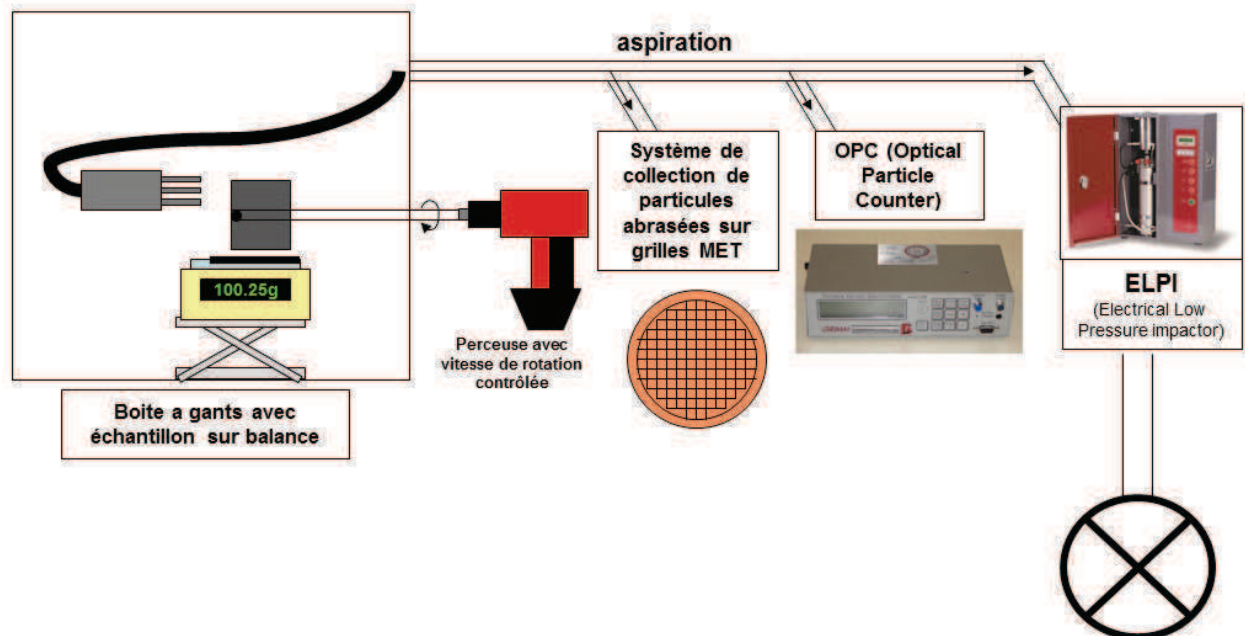 aspiration
Système de
collection de
particules
abrasées sur
grilles MET
OPC (Optical
Particle
Counter)
100.25g
ELPI
(Electrical Low
Pressure impactor)
Perceuse avec
vitesse de rotation
contrôlée
Boite a gants avec
échantillon sur balance